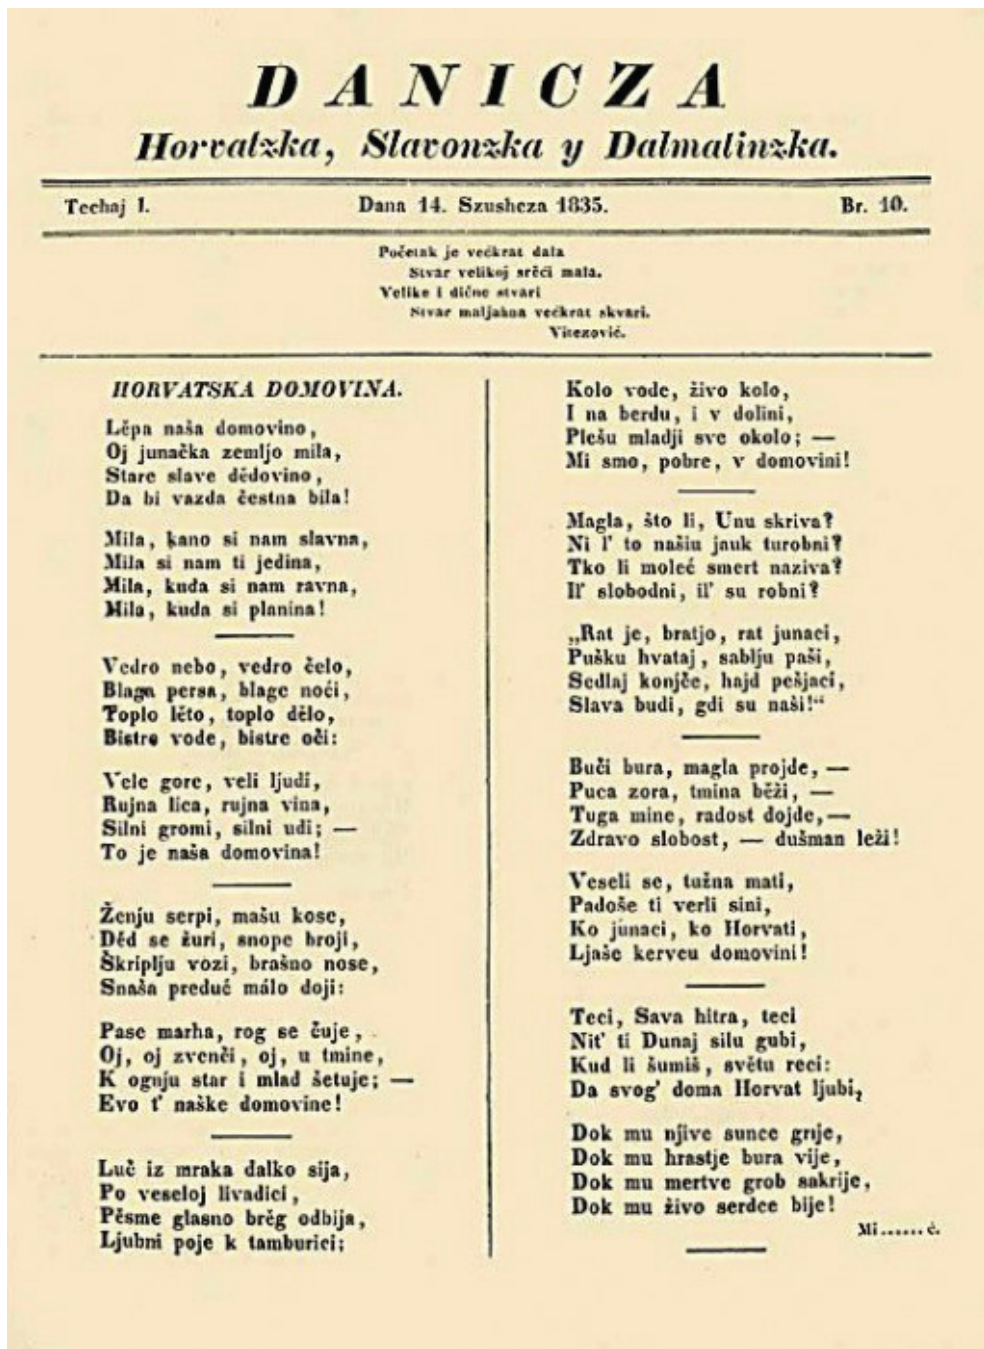 DANICZA
Horvatzka, Slavonzka y Dalmatinzka.
Techaj I.
Dana 14. Szushcza 1835.
Br. 10.
Početak je većkrat dala
Stvar velikoj srěći mala.
Velike i dične stvari
Stvar maljahna većkrat skvari.
Vitezović.
HORVATSKA DOMOVINA.
Lěpa naša domovino,
Oj junačka zemljo mila,
Stare slave dědovino,
Da bi vazda čestna bila!
Mila, kano si nam slavna,
Mila si nam ti jedina,
Mila, kuda si nam ravna,
Mila, kuda si planina!
Vedro nebo, vedro čelo,
Blaga persa, blage noći,
Toplo lěto, toplo dělo,
Bistre vode, bistre oči:
Vele gore, veli ljudi,
Rujna lica, rujna vina,
Silni gromi, silni udi; —
To je naša domovina!
Ženju serpi, mašu kose,
Děd se žuri, snope broji,
Škriplju vozi, brašno nose,
Snaša preduć málo doji:
Pase marha, rog se čuje,
Oj, oj zvenči, oj, u tmine,
K ognju star i mlad šetuje; —
Evo ť naške domovine!
Luč iz mraka dalko sija,
Po veseloj livadici,
Pěsme glasno brěg odbija,
Ljubni poje k tamburici:
Kolo vode, živo kolo,
I na berdu, i v dolini,
Plešu mladji sve okolo; —
Mi smo, pobre, v domovini!
Magla, što li, Unu skriva?
Ni l' to našiu jauk turobni?
Tko li moleć smert naziva?
Il' slobodni, il' su robni?
„Rat je, bratjo, rat junaci,
Pušku hvataj, sablju paši,
Sedlaj konjče, hajd pešjaci,
Slava budi, gdi su naši!“
Buči bura, magla projde, —
Puca zora, tmina běži, —
Tuga mine, radost dojde,—
Zdravo slobost, — dušman leži!
Veseli se, tužna mati,
Padoše ti verli sini,
Ko junaci, ko Horvati,
Ljaše kervcu domovini!
Teci, Sava hitra, teci
Nit' ti Dunaj silu gubi,
Kud li šumiš, světu reci:
Da svog' doma Horvat ljubi,
Dok mu njive sunce grije,
Dok mu hrastje bura vije,
Dok mu mertve grob sakrije,
Dok mu živo serdce bije!
Mi......ć.